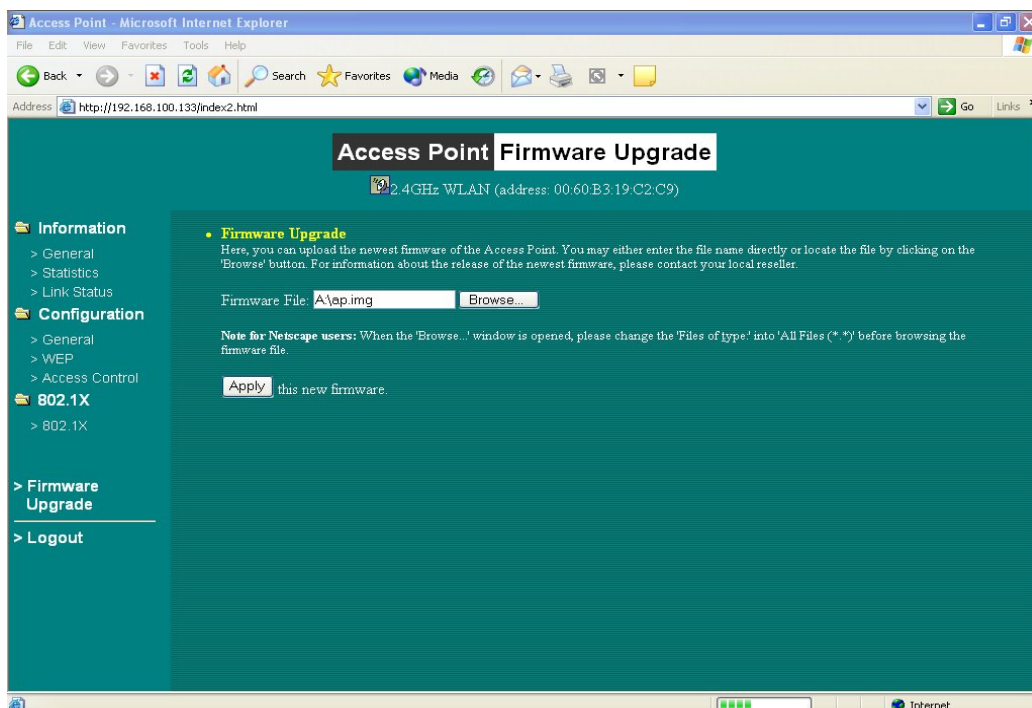 Access Point - Microsoft Internet Explorer
File Edit View Favorites Tools Help
Back Search Favorites Media
Address http://192.168.100.133/index2.html Go Links
Access Point Firmware Upgrade
2.4GHz WLAN (address: 00:60:B3:19:C2:C9)
Information
> General
> Statistics
> Link Status
Configuration
> General
> WEP
> Access Control
802.1X
> 802.1X
> Firmware
Upgrade
> Logout
• Firmware Upgrade
Here, you can upload the newest firmware of the Access Point. You may either enter the file name directly or locate the file by clicking on the
'Browse' button. For information about the release of the newest firmware, please contact your local reseller.
Firmware File: A:\ap.img Browse...
Note for Netscape users: When the 'Browse...' window is opened, please change the 'Files of type:' into 'All Files (*.*)' before browsing the
firmware file.
Apply this new firmware.
Internet